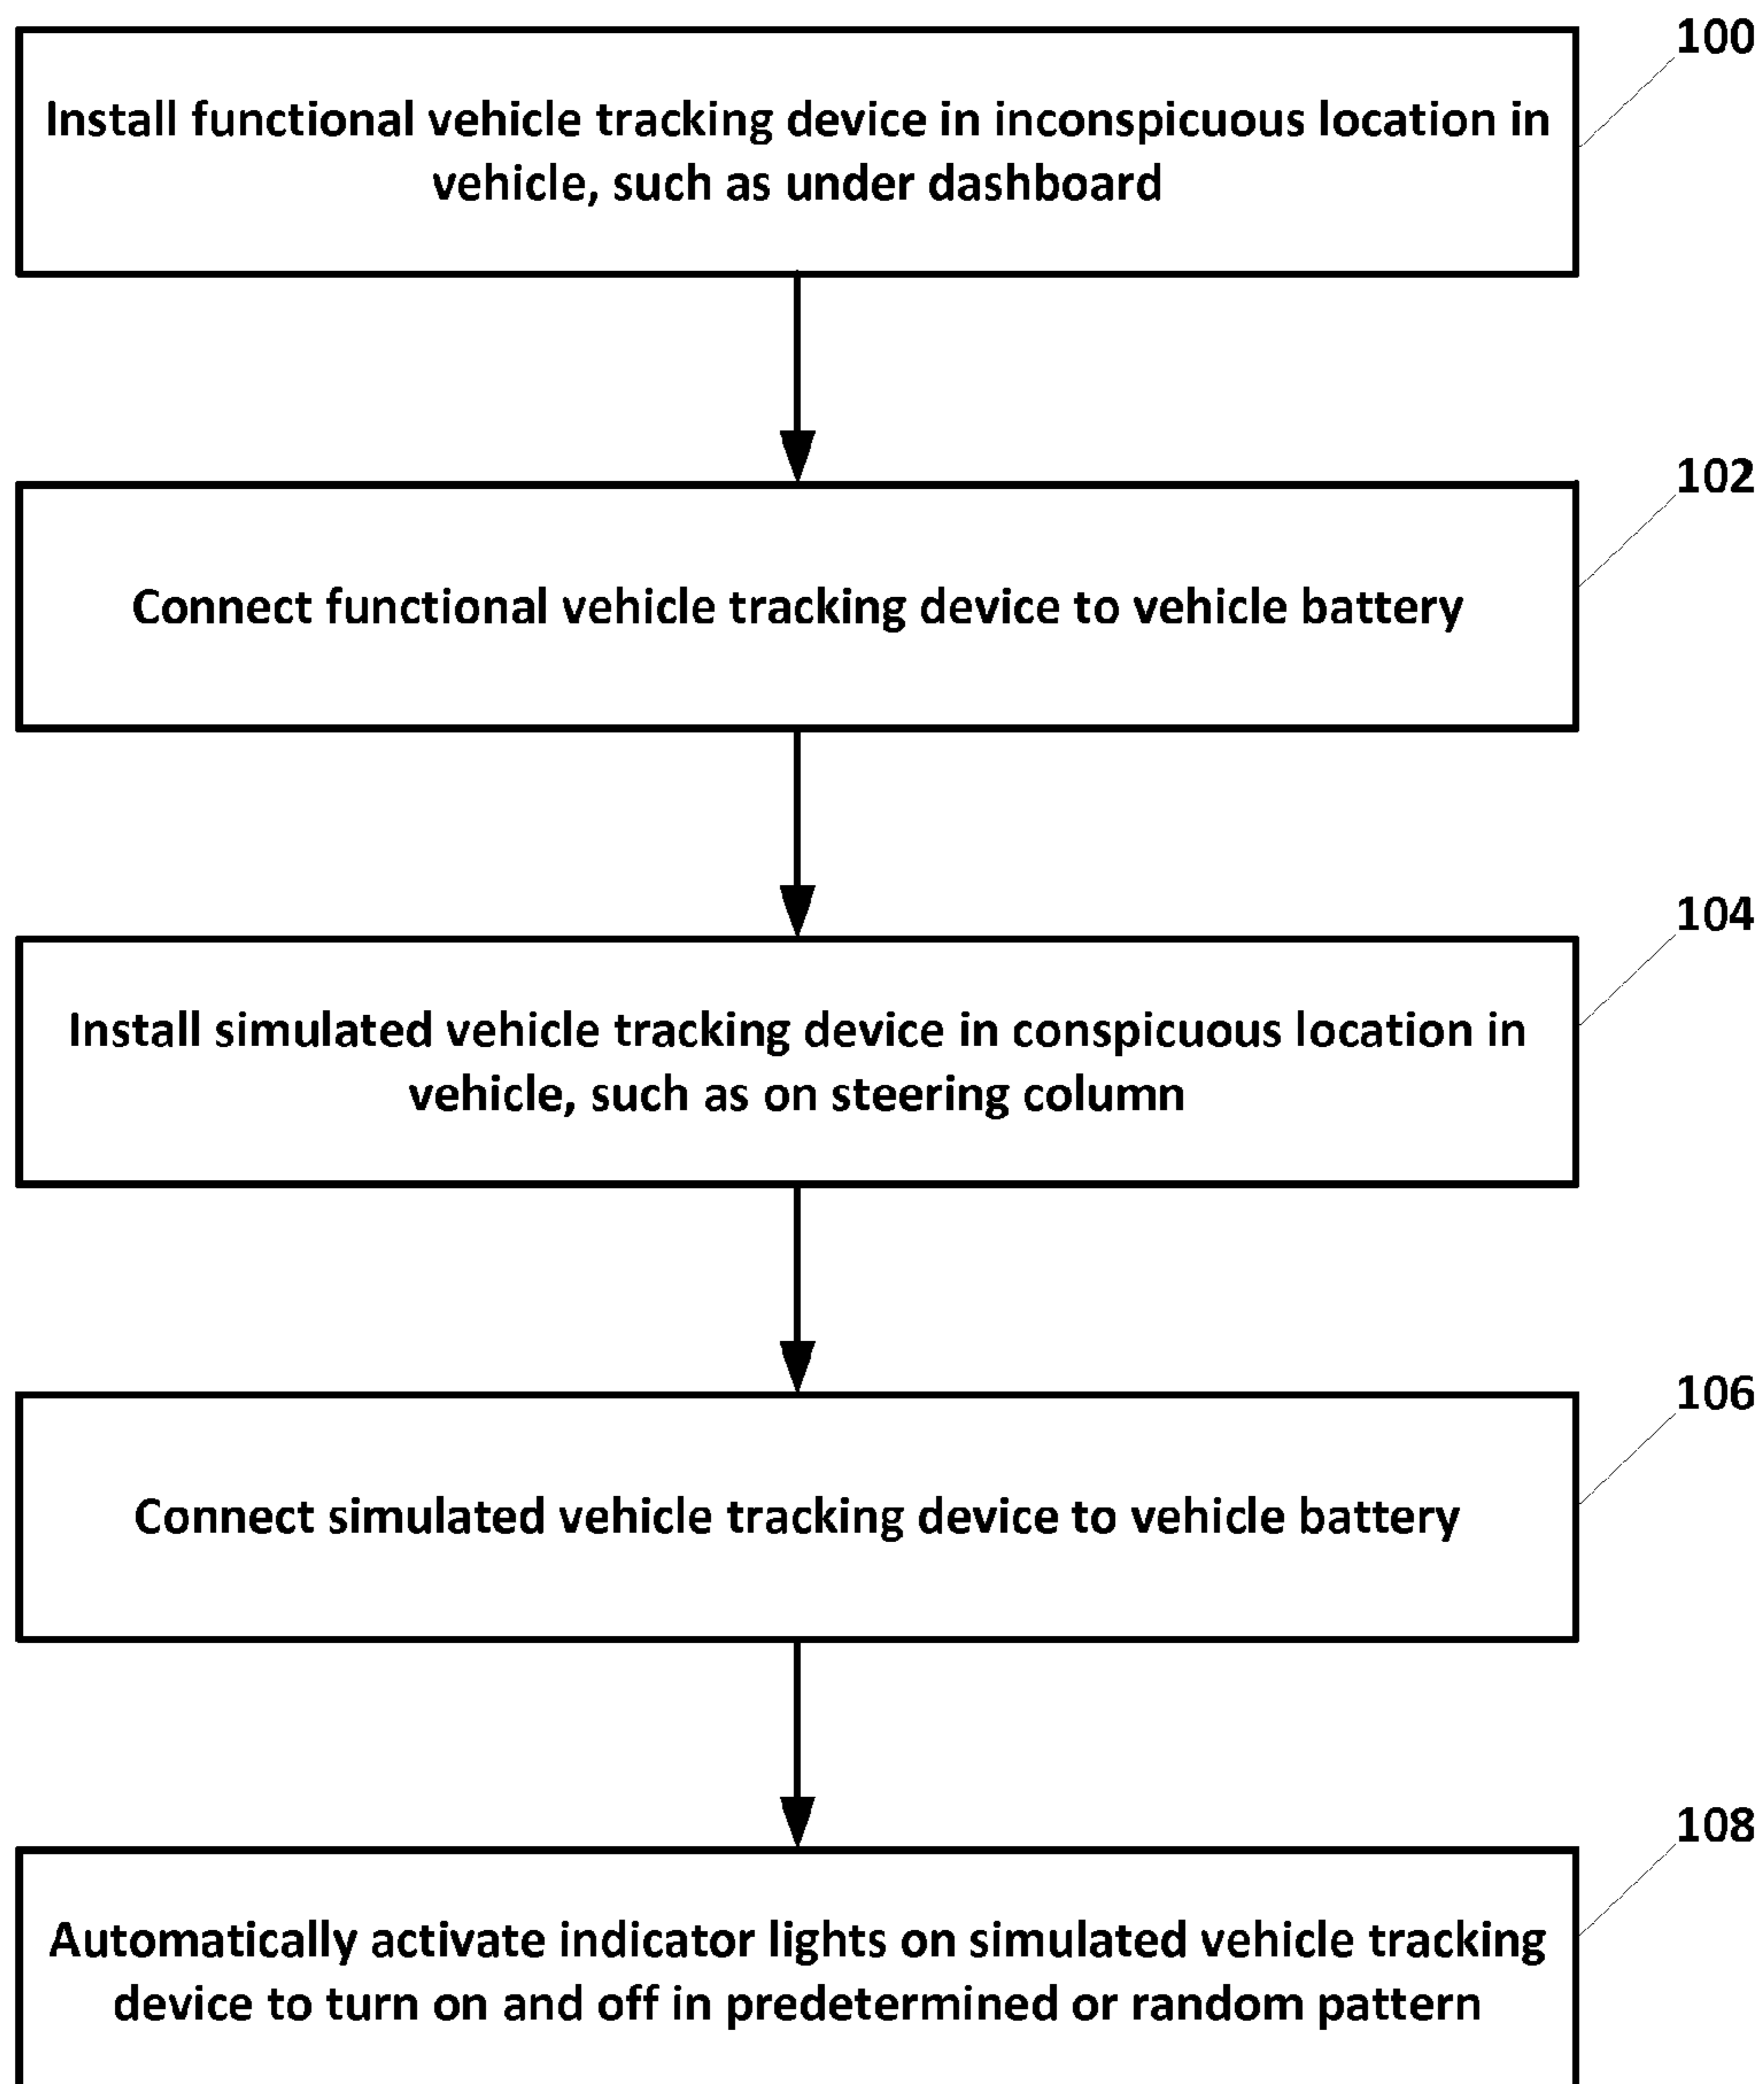 100
Install functional vehicle tracking device in inconspicuous location in
vehicle, such as under dashboard
102
Connect functional vehicle tracking device to vehicle battery
104
Install simulated vehicle tracking device in conspicuous location in
vehicle, such as on steering column
106
Connect simulated vehicle tracking device to vehicle battery
108
Automatically activate indicator lights on simulated vehicle tracking
device to turn on and off in predetermined or random pattern